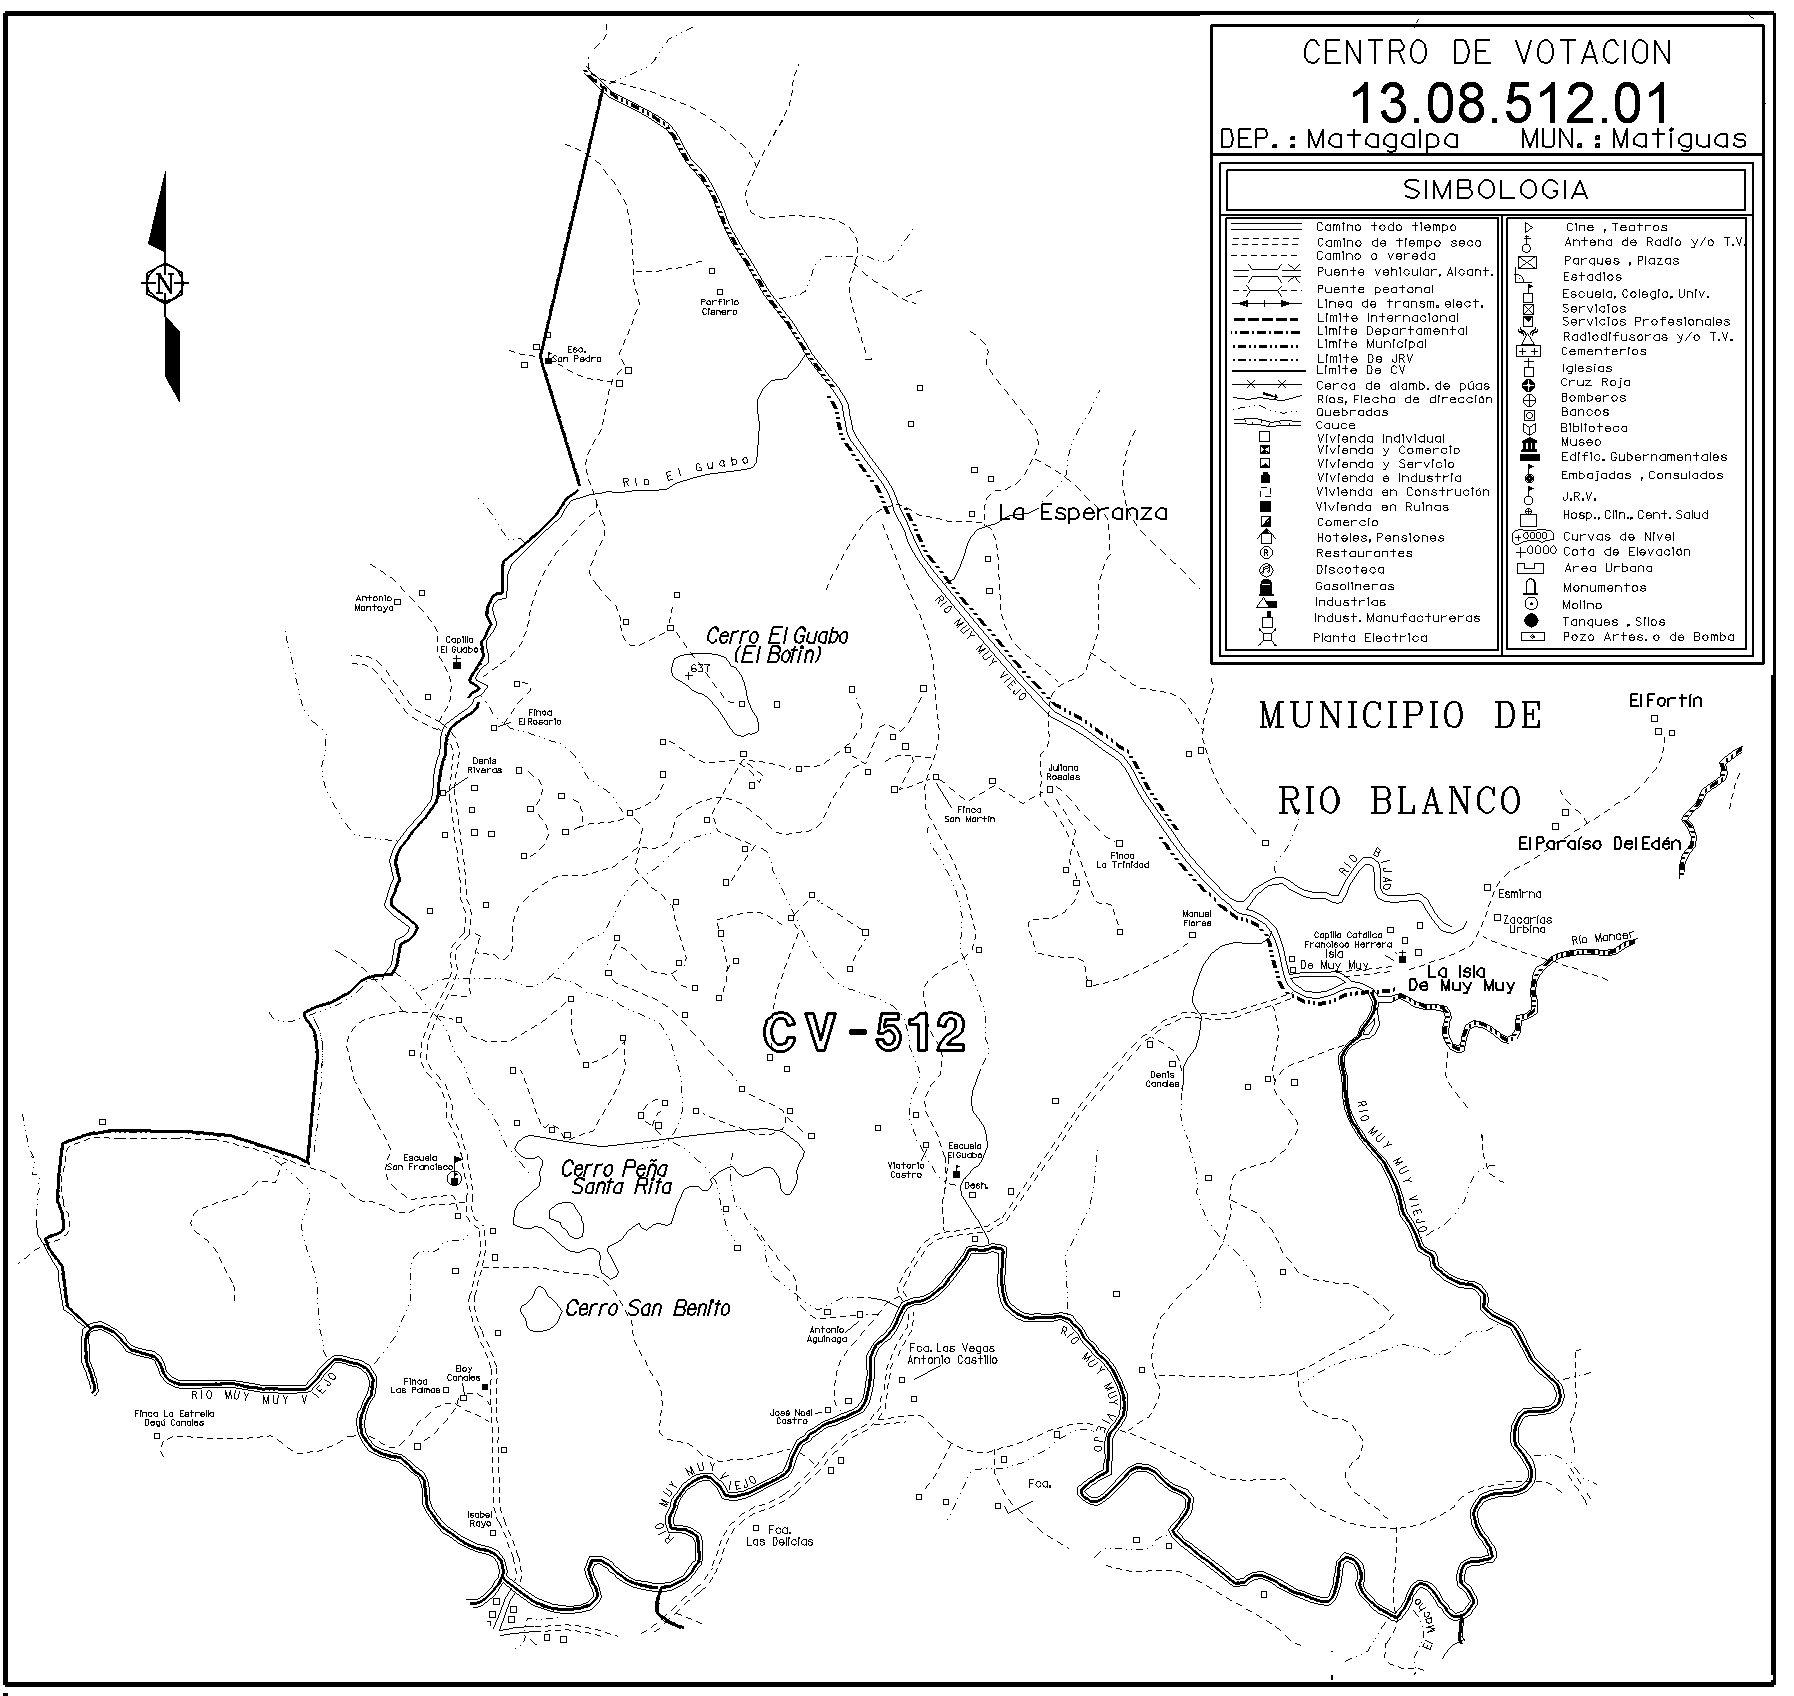 CENTRO DE VOTACION
13.08.512.01
DEP.: Matagalpa MUN.: Matiguas
SIMBOLOGIA
Camino todo tiempo
Camino de tiempo seco
Camino o vereda
Puente vehicular, Alcant.
Puente peatonal
Linea de transm. elect.
Limite Internacional
Limite Departamental
Limite Municipal
Limite De JRV
Limite De CV
Cerca de alamb. de púas
Rios, Flecha de dirección
Quebradas
Cauce
Vivienda Individual
Vivienda y Comercio
Vivienda y Servicio
Vivienda e Industria
Vivienda en Construción
Vivienda en Ruinas
Comercio
Hoteles, Pensiones
R Restaurantes
Discoteca
Gasolineras
Industrias
Indust. Manufactureras
Planta Electrica
Cine , Teatros
Antena de Radio y/o T.V.
Parques , Plazas
Estadios
Escuela, Colegio, Univ.
Servicios
Servicios Profesionales
Radiodifusoras y/o T.V.
Cementerios
Iglesias
Cruz Roja
Bomberos
Bancos
Biblioteca
Museo
Edific. Gubernamentales
Embajadas , Consulados
J.R.V.
Hosp., Clin., Cent. Salud
+0000 Curvas de Nivel
+0000 Cota de Elevación
Area Urbana
Monumentos
Molino
Tanques , Silos
Pozo Artes. o de Bomba
N
Porfirio
Cisnero
Esc.
San Pedro
RIO El Guabo
La Esperanza
Antonio
Montoya
Capilla
El Guabo
RIO MUY MUY VIEJO
Cerro El Guabo
(El Botin)
637
Finca
El Rosario
Denis
Riveras
Juliana
Rosales
Finca
San Martin
Finca
La Trinidad
MUNICIPIO DE
RIO BLANCO
El Fortín
El Paraíso Del Edén
RIO BIJAO
Esmirna
Zacarías
Urbina
Río Mancer
Manuel
Flores
Capilla Catolica
Francisco Herrera
Isla
De Muy Muy
La Isla
De Muy Muy
CV-512
Denis
Canales
RIO MUY MUY VIEJO
Escuela
San Francisco
Cerro Peña
Santa Rita
Viatorio
Castro
Escuela
El Guabo
Desh.
Cerro San Benito
Antonio
Aguinaga
Fca. Las Vegas
Antonio Castillo
RIO MUY MUY VIEJO
Eloy
Canales
Finca
Las Palmas
RIO MUY MUY VIEJO
Finca La Estrella
Degú Canales
José Noel
Castro
RIO MUY MUY VIEJO
Fca.
Isabel
Rayo
Fca.
Las Delicias
El Macho